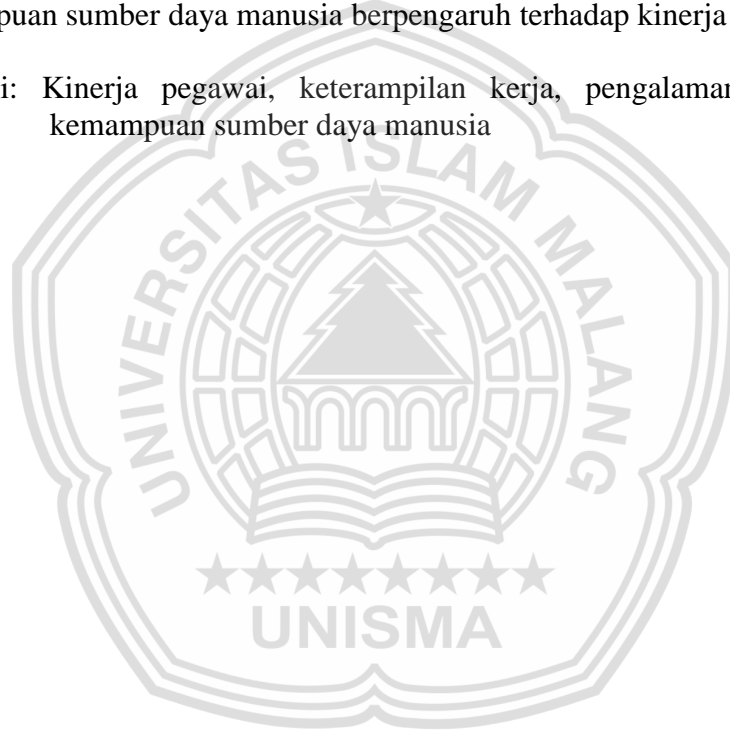 puan sumber daya manusia berpengaruh terhadap kinerja
i: Kinerja pegawai, keterampilan kerja, pengalaman
kemampuan sumber daya manusia
UNIVERSITAS ISLAM MALANG
UNISMA